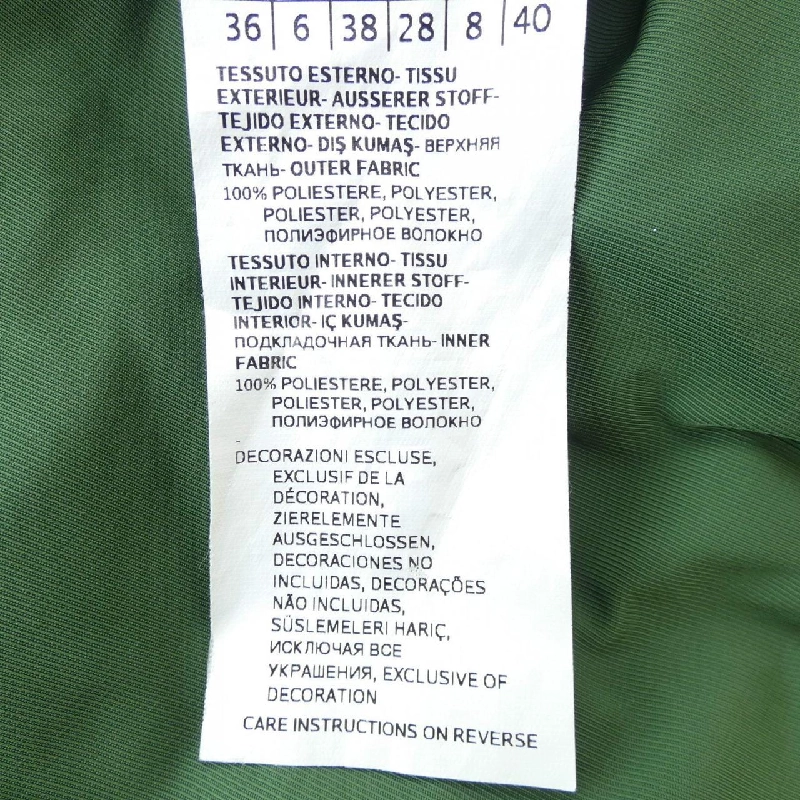 36 | 6 | 38 | 28 | 8 | 40
TESSUTO ESTERNO- TISSU
EXTERIEUR- AUSSERER STOFF-
TEJIDO EXTERNO- TECIDO
EXTERNO- DIŞ KUMAŞ- ВЕРХНЯЯ
ТКАНЬ- OUTER FABRIC
100% POLIESTERE, POLYESTER,
POLIESTER, POLYESTER,
ПОЛИЭФИРНОЕ ВОЛОКНО
TESSUTO INTERNO- TISSU
INTERIEUR- INNERER STOFF-
TEJIDO INTERNO- TECIDO
INTERIOR- IÇ KUMAŞ-
ПОДКЛАДОЧНАЯ ТКАНЬ- INNER
FABRIC
100% POLIESTERE, POLYESTER,
POLIESTER, POLYESTER,
ПОЛИЭФИРНОЕ ВОЛОКНО
-
DECORAZIONI ESCLUSE,
EXCLUSIF DE LA
DÉCORATION,
ZIERELEMENTE
AUSGESCHLOSSEN,
DECORACIONES NO
INCLUIDAS, DECORAÇÕES
NÃO INCLUIDAS,
SÜSLEMELERI HARIÇ,
ИСКЛЮЧАЯ ВСЕ
УКРАШЕНИЯ, EXCLUSIVE OF
DECORATION
CARE INSTRUCTIONS ON REVERSE